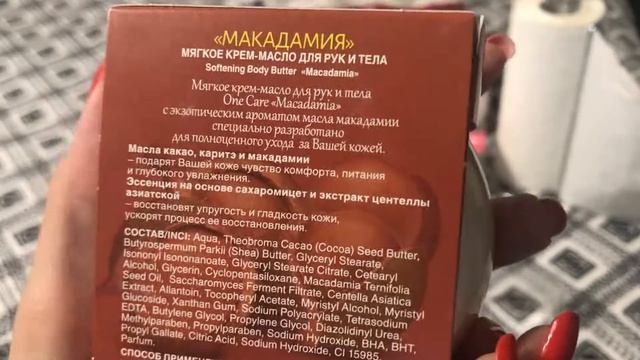 «МАКАДАМИЯ»
МЯГКОЕ КРЕМ-МАСЛО ДЛЯ РУК И ТЕЛА
Softening Body Butter «Macadamia»
Мягкое крем-масло для рук и тела
One Care «Macadamia»
с экзотическим ароматом масла макадамии
специально разработано
для полноценного ухода за Вашей кожей.
Масла какао, каритэ и макадамии
– подарят Вашей коже чувство комфорта, питания
и глубокого увлажнения.
Эссенция на основе сахаромицет и экстракт центеллы
азиатской
– восстановят упругость и гладкость кожи,
ускорят процесс ее восстановления.
СОСТАВ/INCI: Aqua, Theobroma Cacao (Cocoa) Seed Butter,
Butyrospermum Parkii (Shea) Butter, Glyceryl Stearate,
Isononyl Isononanoate, Glyceryl Stearate Citrate, Cetearyl
Alcohol, Glycerin, Cyclopentasiloxane, Macadamia Ternifolia
Seed Oil, Saccharomyces Ferment Filtrate, Centella Asiatica
Extract, Allantoin, Tocopheryl Acetate, Myristyl Alcohol, Myristyl
Glucoside, Xanthan Gum, Sodium Polyacrylate, Tetrasodium
EDTA, Butylene Glycol, Propylene Glycol, Diazolidinyl Urea,
Methylparaben, Propylparaben, Sodium Hydroxide, BHA, BHT,
Propyl Gallate, Citric Acid, Sodium Hydroxide, CI 15985.
СПОСОБ